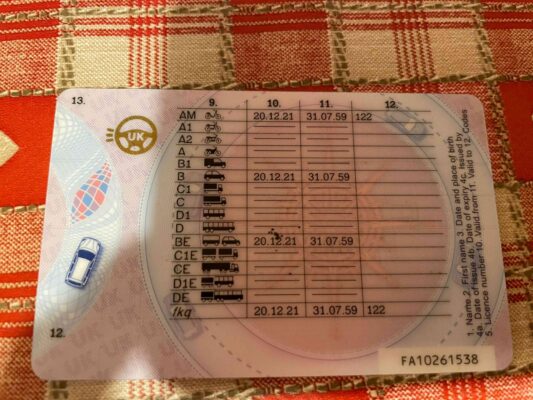 13. 9. 10. 11. 12.
AM 20.12.21 31.07.59 122
A1
A2
A
B1
B 20.12.21 31.07.59
C1
C
D1
D
BE 20.12.21 31.07.59
C1E
CE
D1E
DE
fkq 20.12.21 31.07.59 122
UK
12.
FA10261538
1. Name 2. First name 3. Date and place of birth
4a. Date of issue 4b. Date of expiry 4c. Issued by
5. Licence number 10. Valid from 11. Valid to 12. Codes